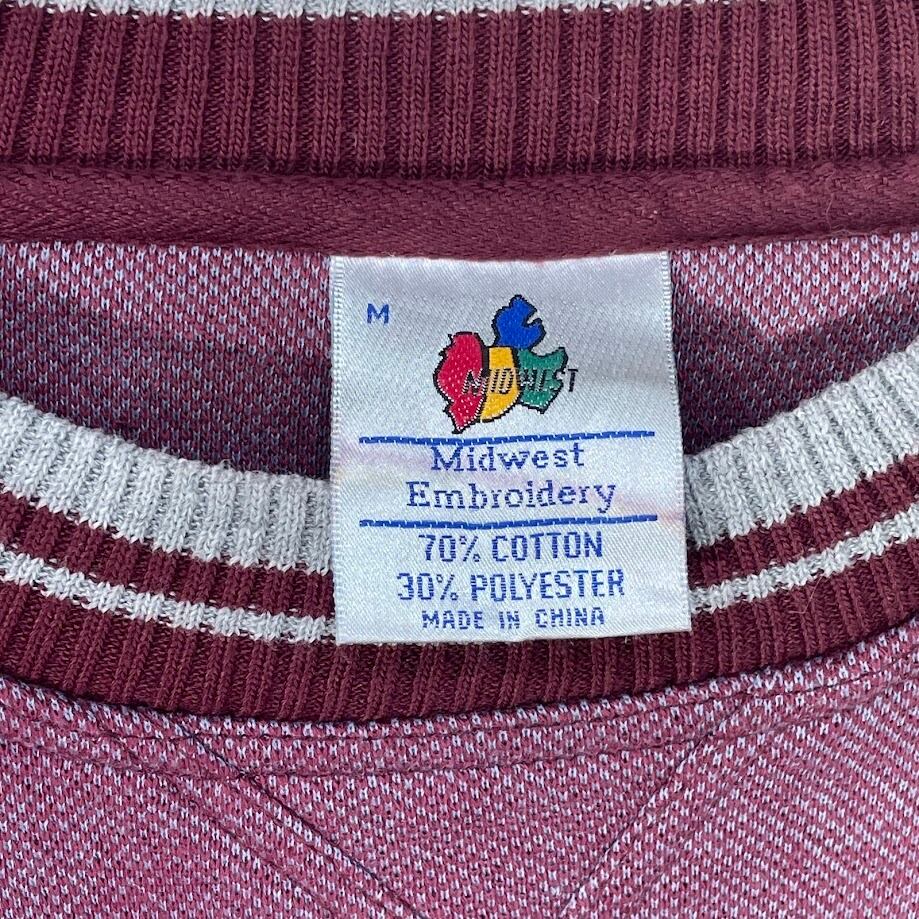 M
MIDWEST
Midwest
Embroidery
70% COTTON
30% POLYESTER
MADE IN CHINA